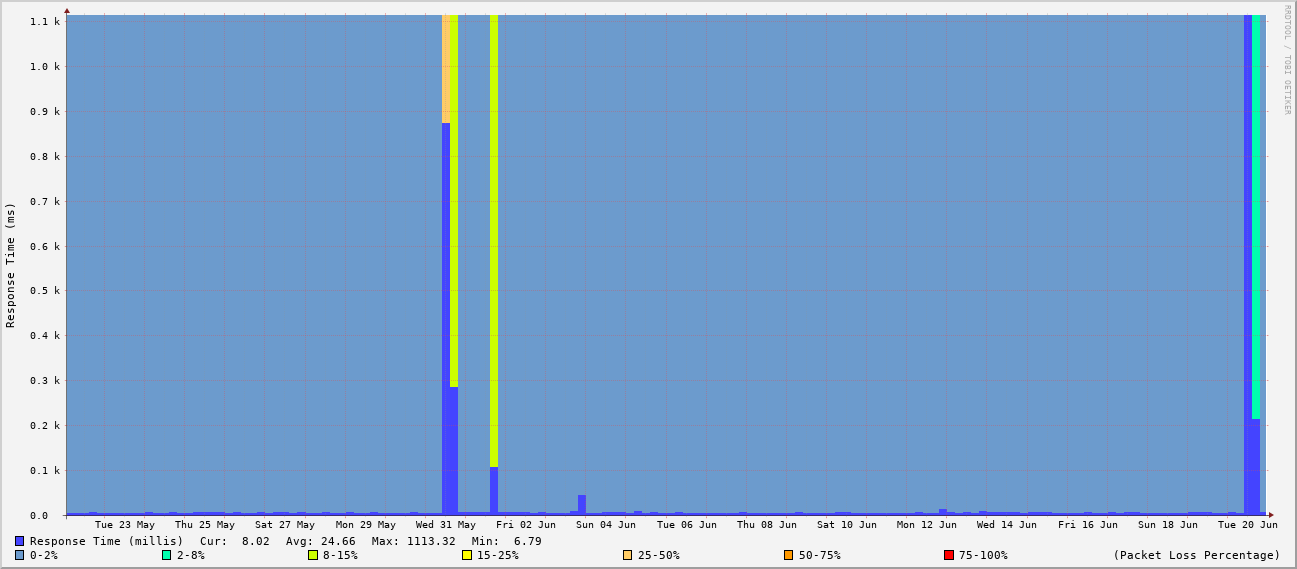 RRDTOOL / TOBI OETIKER
Response Time (ms)
1.1 k
1.0 k
0.9 k
0.8 k
0.7 k
0.6 k
0.5 k
0.4 k
0.3 k
0.2 k
0.1 k
0.0
Tue 23 May Thu 25 May Sat 27 May Mon 29 May Wed 31 May Fri 02 Jun Sun 04 Jun Tue 06 Jun Thu 08 Jun Sat 10 Jun Mon 12 Jun Wed 14 Jun Fri 16 Jun Sun 18 Jun Tue 20 Jun
Response Time (millis) Cur: 8.02 Avg: 24.66 Max: 1113.32 Min: 6.79
0-2% 2-8% 8-15% 15-25% 25-50% 50-75% 75-100% (Packet Loss Percentage)